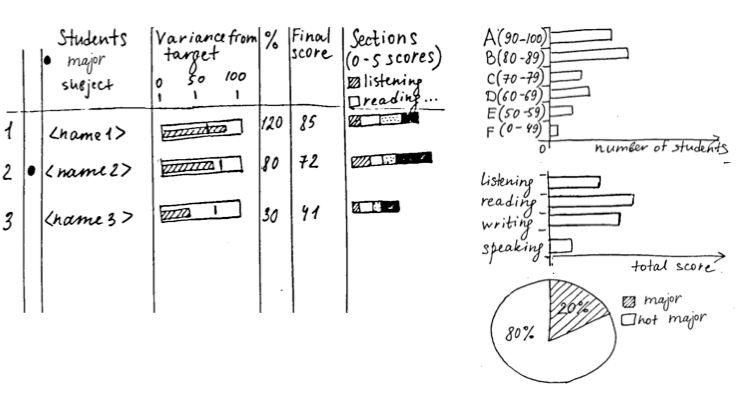 Students
• major
subject
Variance from
target
0 50 100
%
Final
score
Sections
(0-5 scores)
listening
reading...
1 <name 1> 120 85
2 • <name 2> 80 72
3 <name 3> 30 41
A (90-100)
B (80-89)
C (70-79)
D (60-69)
E (50-59)
F (0-49)
0
number of students
listening
reading
writing
speaking
total score
20%
80%
major
not major